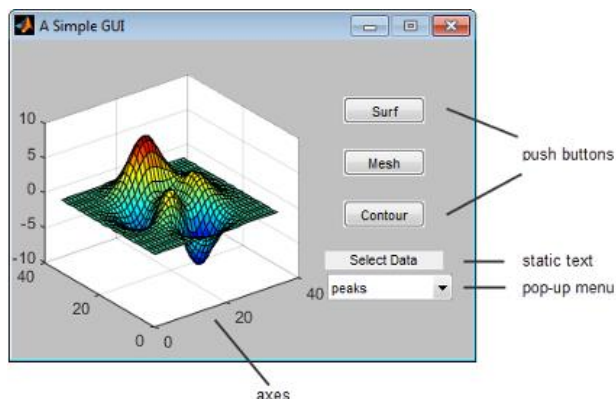 A Simple GUI
10
5
0
-5
-10
40
20
0
0
20
40
Surf
Mesh
Contour
Select Data
peaks
push buttons
static text
pop-up menu
axes